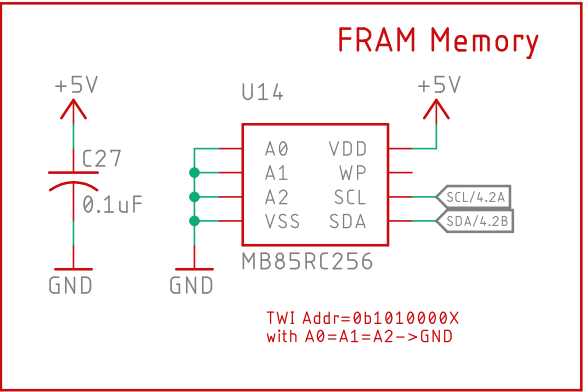 FRAM Memory
+5V
+5V
U14
C27
0.1uF
A0
VDD
A1
WP
A2
SCL
SCL/4.2A
VSS
SDA
SDA/4.2B
MB85RC256
GND
GND
TWI Addr=0b1010000X
with A0=A1=A2->GND